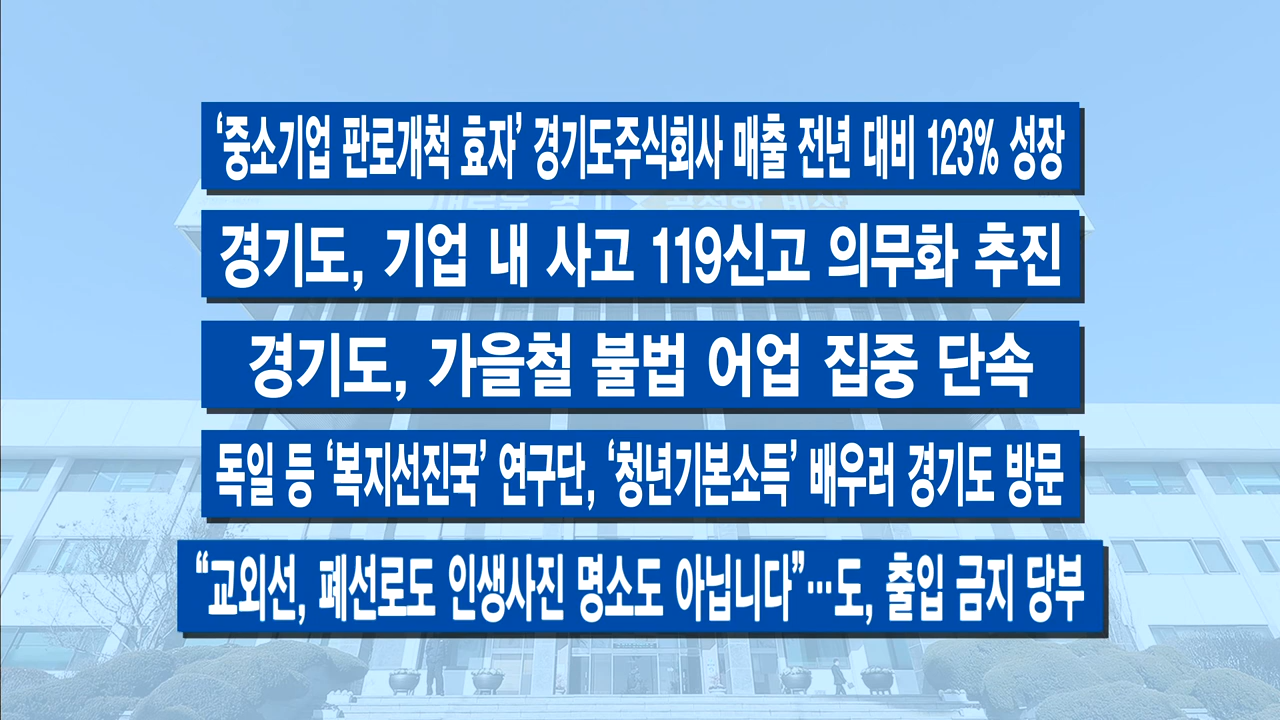 ‘중소기업 판로개척 효자’ 경기도주식회사 매출 전년 대비 123% 성장
경기도, 기업 내 사고 119신고 의무화 추진
경기도, 가을철 불법 어업 집중 단속
독일 등 ‘복지선진국’ 연구단, ‘청년기본소득’ 배우러 경기도 방문
“교외선, 폐선로도 인생사진 명소도 아닙니다”…도, 출입 금지 당부